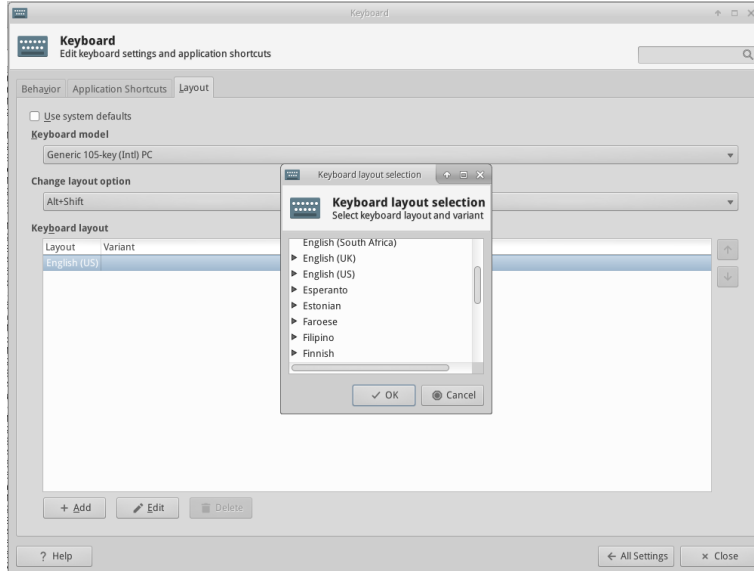 Keyboard
Keyboard
Edit keyboard settings and application shortcuts
Behavior Application Shortcuts Layout
Use system defaults
Keyboard model
Generic 105-key (Intl) PC
Change layout option
Alt+Shift
Keyboard layout
Layout Variant
English (US)
Keyboard layout selection
Keyboard layout selection
Select keyboard layout and variant
English (South Africa)
English (UK)
English (US)
Esperanto
Estonian
Faroese
Filipino
Finnish
OK Cancel
+ Add Edit Delete
? Help ← All Settings × Close